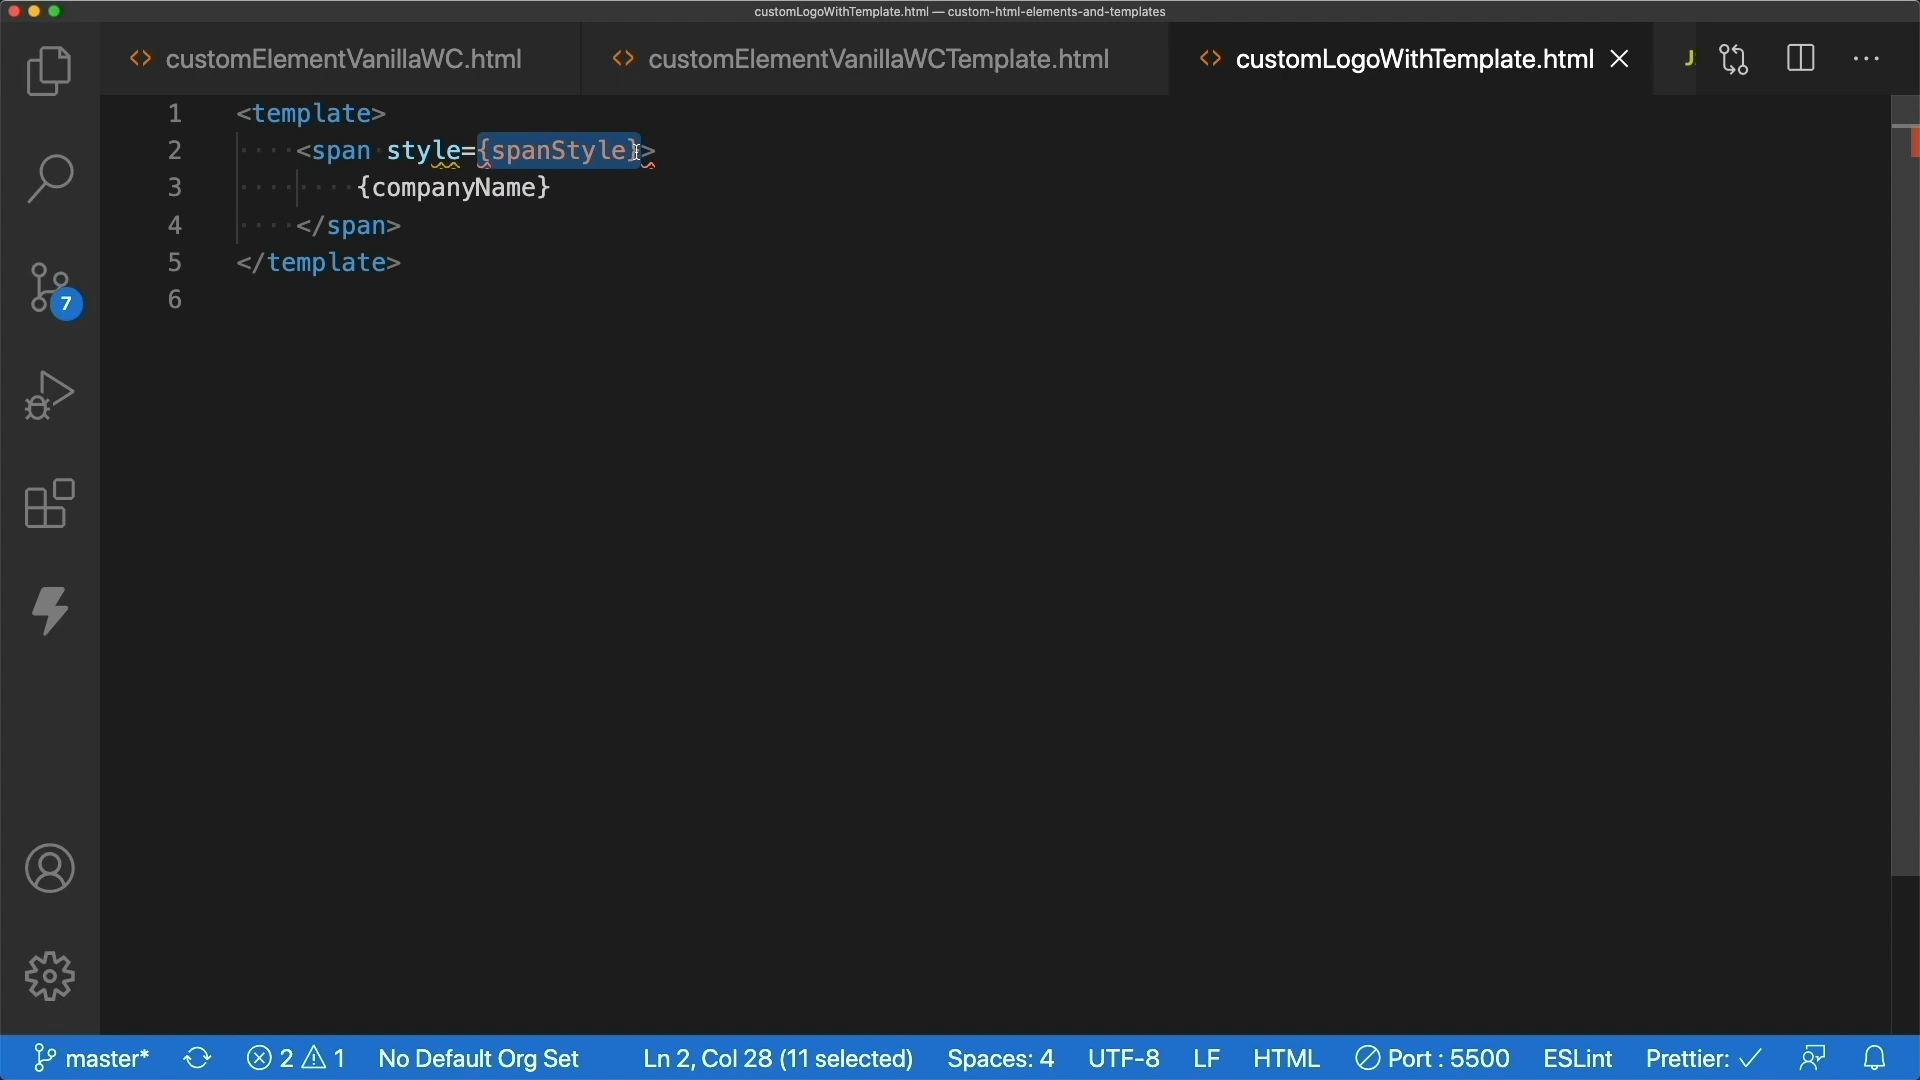 customLogoWithTemplate.html — custom-html-elements-and-templates
customElementVanillaWC.html customElementVanillaWCTemplate.html customLogoWithTemplate.html
1 <template>
2 <span style={spanStyle}>
3 {companyName}
4 </span>
5 </template>
6
7
master* 2 1 No Default Org Set Ln 2, Col 28 (11 selected) Spaces: 4 UTF-8 LF HTML Port : 5500 ESLint Prettier: ✓